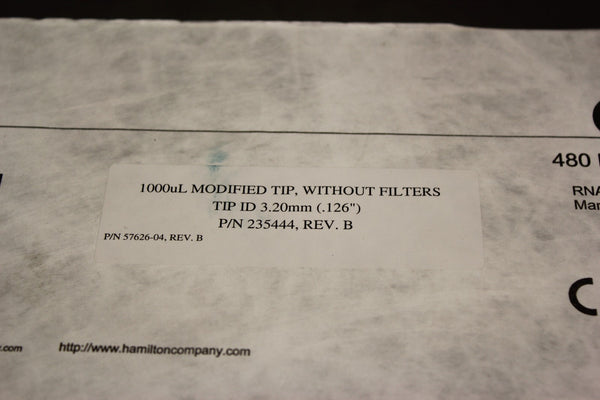 480
RNA
Mar
1000uL MODIFIED TIP, WITHOUT FILTERS
TIP ID 3.20mm (.126")
P/N 235444, REV. B
P/N 57626-04, REV. B
.com
http://www.hamiltoncompany.com